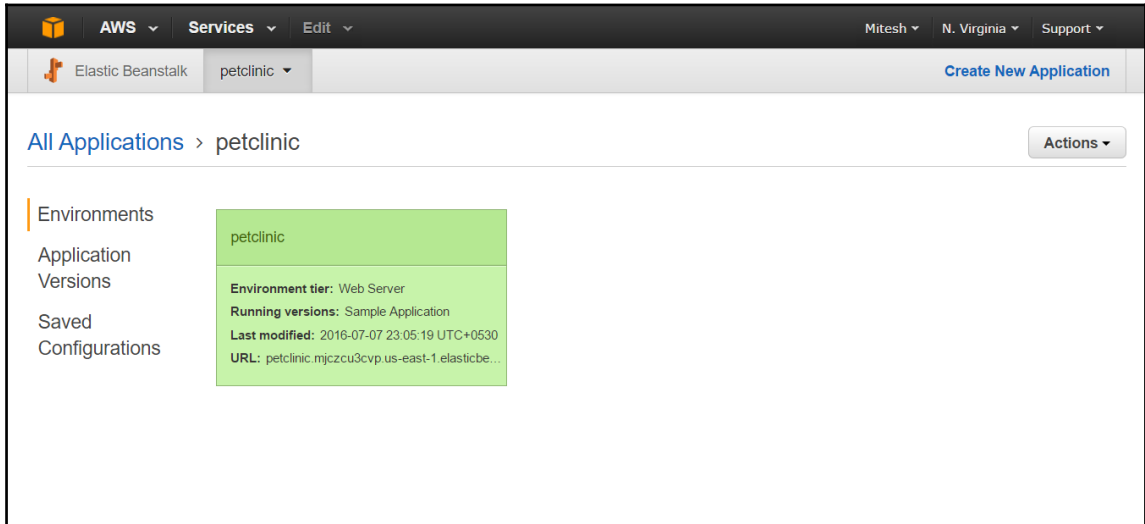 AWS Services Edit Mitesh N. Virginia Support
Elastic Beanstalk petclinic Create New Application
All Applications > petclinic Actions
Environments
Application
Versions
Saved
Configurations
petclinic
Environment tier: Web Server
Running versions: Sample Application
Last modified: 2016-07-07 23:05:19 UTC+0530
URL: petclinic.mjczcu3cvp.us-east-1.elasticbe...